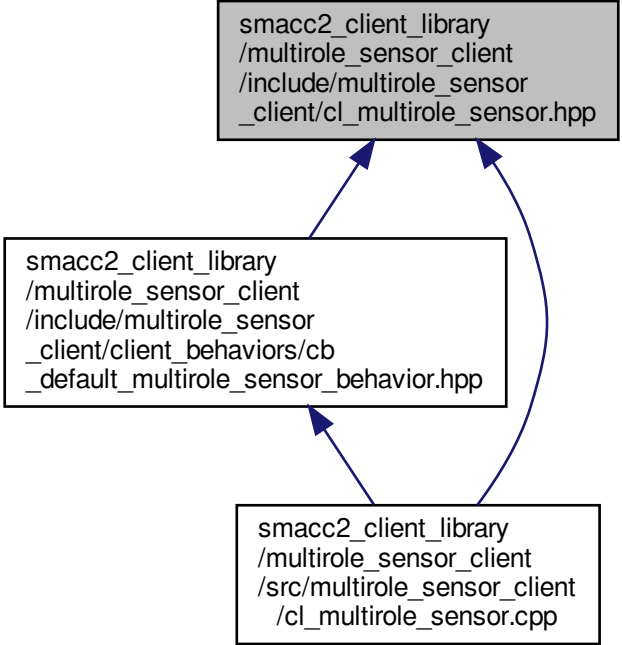 smacc2_client_library
/multirole_sensor_client
/include/multirole_sensor
_client/cl_multirole_sensor.hpp
smacc2_client_library
/multirole_sensor_client
/include/multirole_sensor
_client/client_behaviors/cb
_default_multirole_sensor_behavior.hpp
smacc2_client_library
/multirole_sensor_client
/src/multirole_sensor_client
/cl_multirole_sensor.cpp